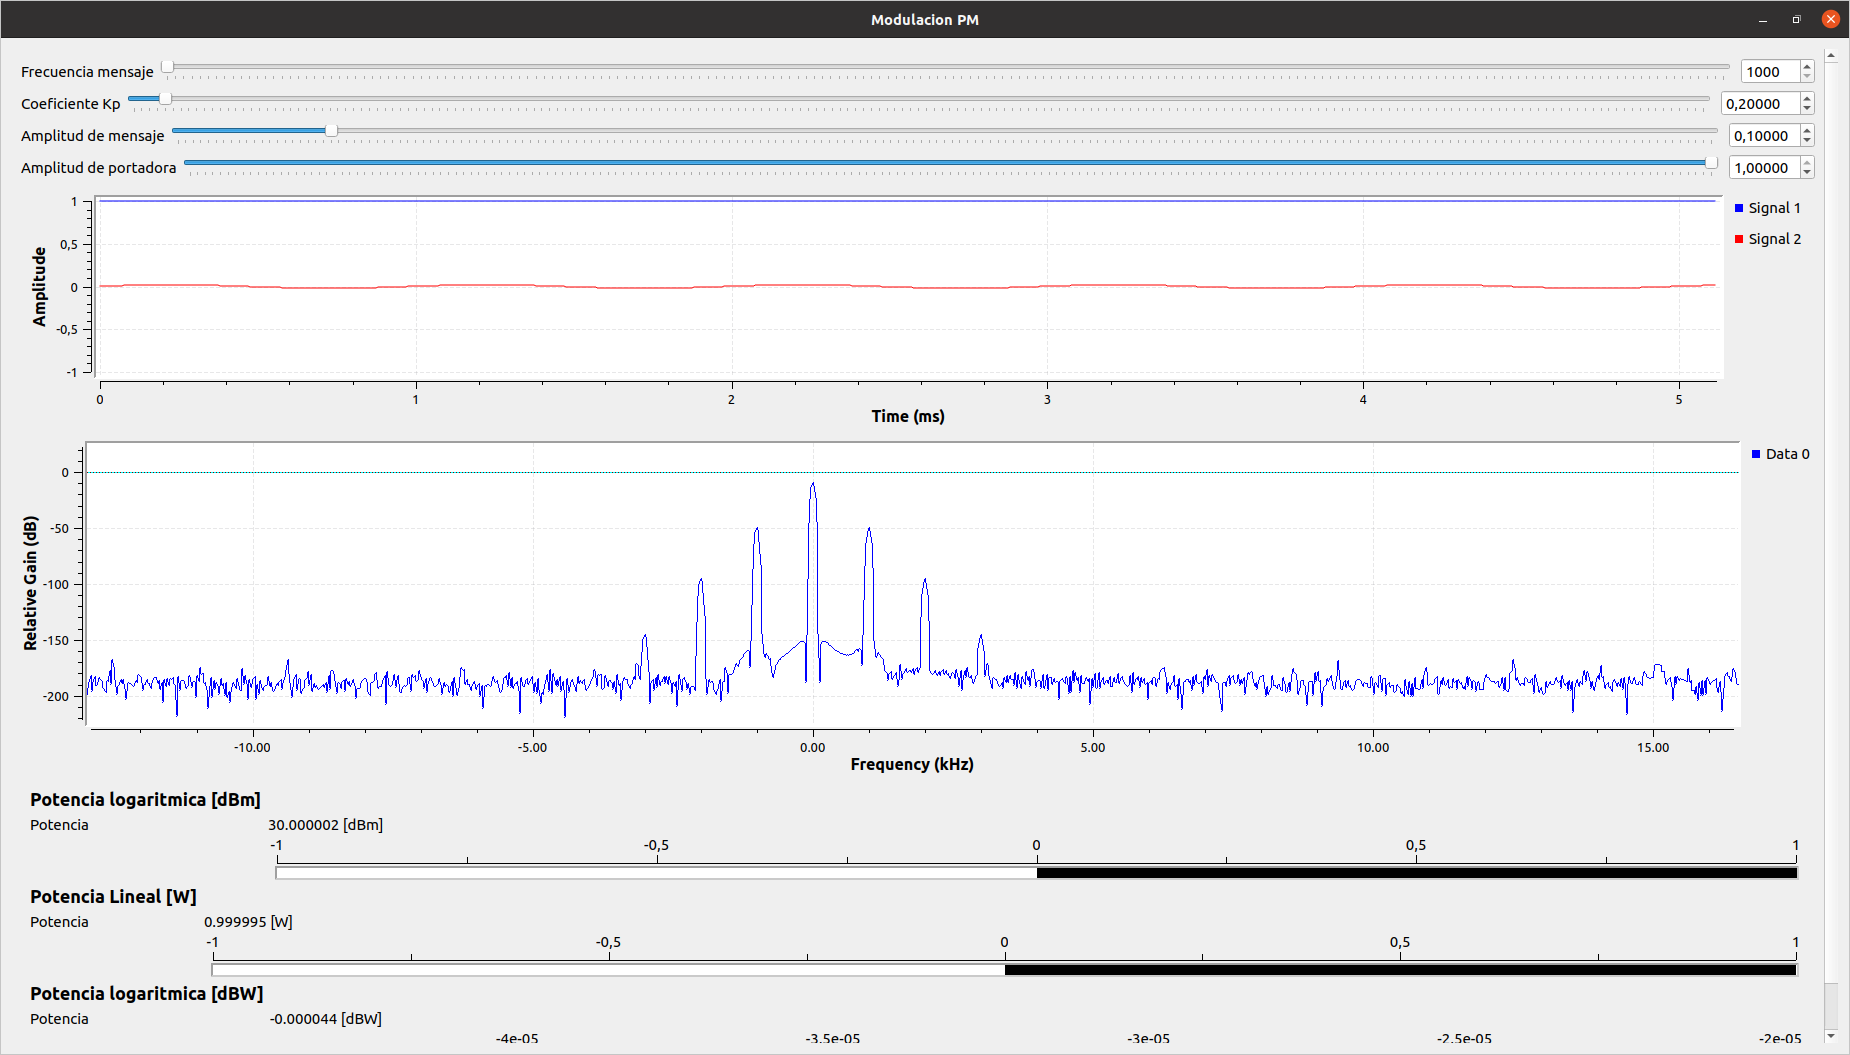 Modulacion PM
Frecuencia mensaje 1000
Coeficiente Kp 0,20000
Amplitud de mensaje 0,10000
Amplitud de portadora 1,00000
Amplitude
1
0,5
0
-0,5
-1
Signal 1
Signal 2
0 1 2 3 4 5
Time (ms)
Relative Gain (dB)
0
-50
-100
-150
-200
Data 0
-10.00 -5.00 0.00 5.00 10.00 15.00
Frequency (kHz)
Potencia logaritmica [dBm]
Potencia 30.000002 [dBm]
-1 -0,5 0 0,5 1
Potencia Lineal [W]
Potencia 0.999995 [W]
-1 -0,5 0 0,5 1
Potencia logaritmica [dBW]
Potencia -0.000044 [dBW]
-4e-05 -3.5e-05 -3e-05 -2.5e-05 -2e-05